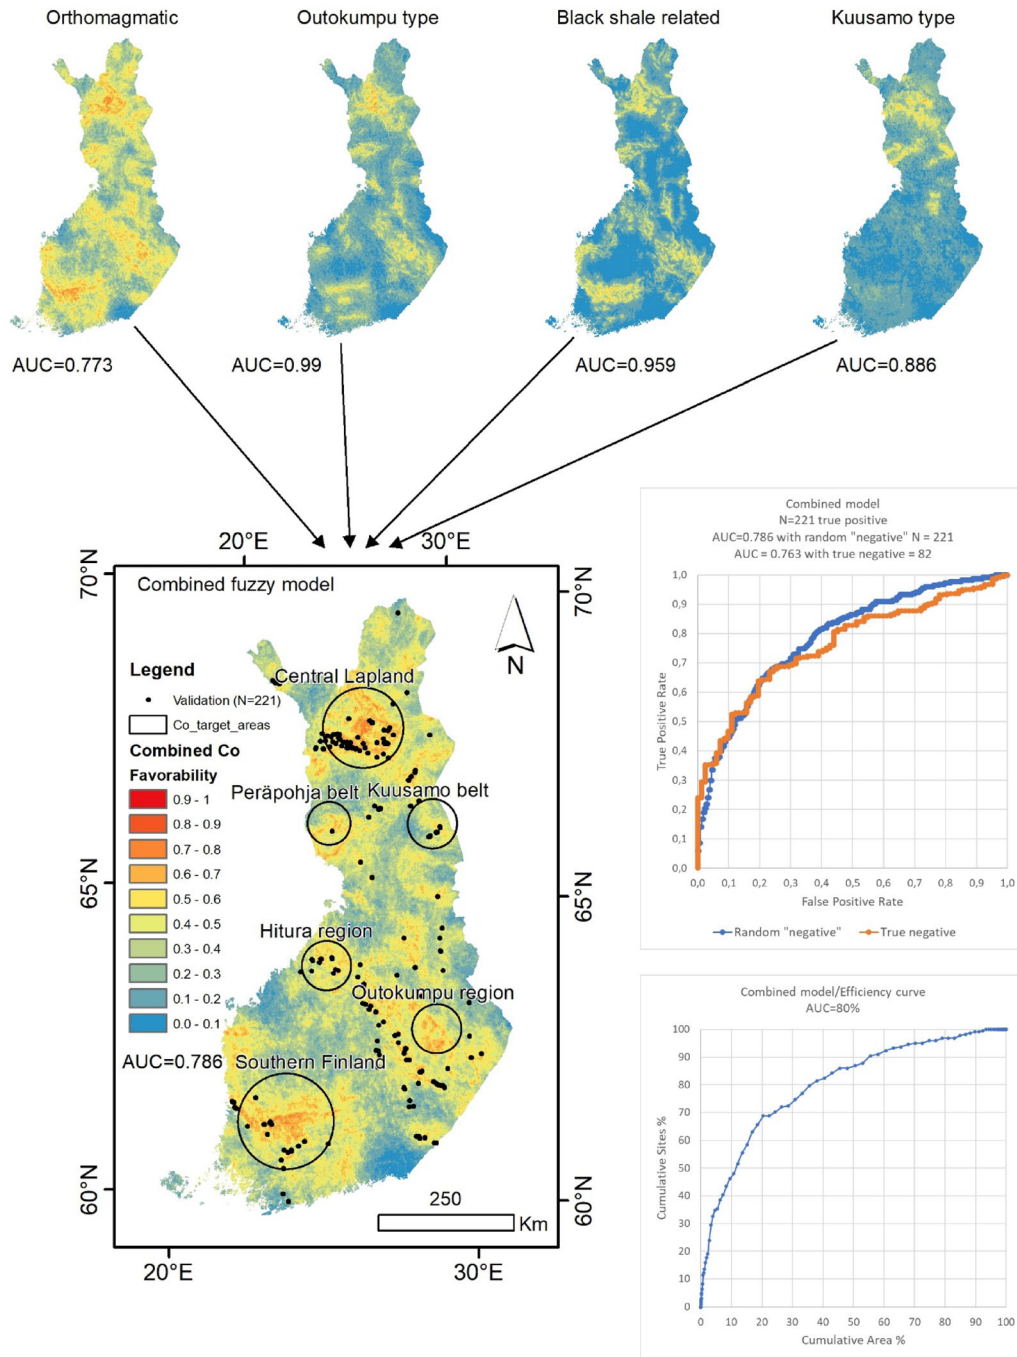 Orthomagmatic
Outokumpu type
Black shale related
Kuusamo type
AUC=0.773
AUC=0.99
AUC=0.959
AUC=0.886
20°E
30°E
70°N
70°N
65°N
65°N
60°N
60°N
20°E
30°E
Combined fuzzy model
N
Legend
Validation (N=221)
Co_target_areas
Combined Co
Favorability
0.9 - 1
0.8 - 0.9
0.7 - 0.8
0.6 - 0.7
0.5 - 0.6
0.4 - 0.5
0.3 - 0.4
0.2 - 0.3
0.1 - 0.2
0.0 - 0.1
AUC=0.786
Central Lapland
Peräpohja belt
Kuusamo belt
Hitura region
Outokumpu region
Southern Finland
250
Km
Combined model
N=221 true positive
AUC=0.786 with random "negative" N = 221
AUC = 0.763 with true negative = 82
True Positive Rate
1,0
0,9
0,8
0,7
0,6
0,5
0,4
0,3
0,2
0,1
0,0
0,0 0,1 0,2 0,3 0,4 0,5 0,6 0,7 0,8 0,9 1,0
False Positive Rate
Random "negative"
True negative
Combined model/Efficiency curve
AUC=80%
Cumulative Sites %
100
90
80
70
60
50
40
30
20
10
0
0 10 20 30 40 50 60 70 80 90 100
Cumulative Area %